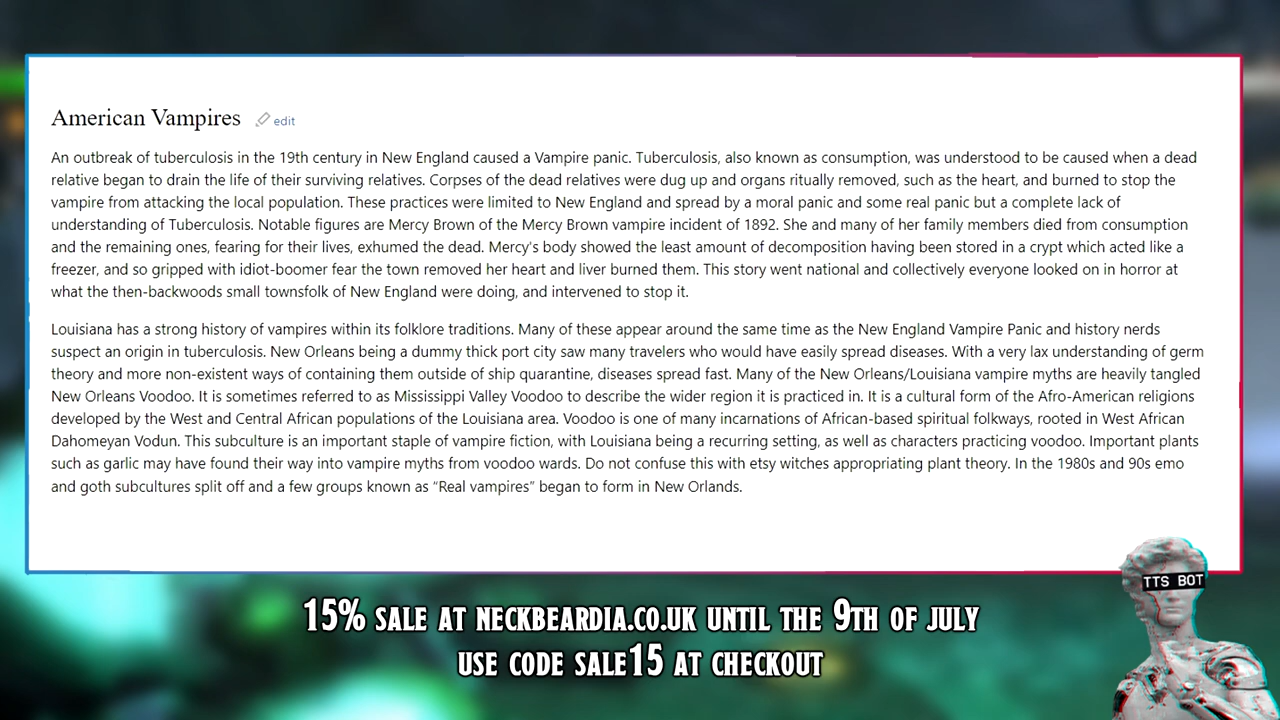 American Vampires edit
An outbreak of tuberculosis in the 19th century in New England caused a Vampire panic. Tuberculosis, also known as consumption, was understood to be caused when a dead
relative began to drain the life of their surviving relatives. Corpses of the dead relatives were dug up and organs ritually removed, such as the heart, and burned to stop the
vampire from attacking the local population. These practices were limited to New England and spread by a moral panic and some real panic but a complete lack of
understanding of Tuberculosis. Notable figures are Mercy Brown of the Mercy Brown vampire incident of 1892. She and many of her family members died from consumption
and the remaining ones, fearing for their lives, exhumed the dead. Mercy's body showed the least amount of decomposition having been stored in a crypt which acted like a
freezer, and so gripped with idiot-boomer fear the town removed her heart and liver burned them. This story went national and collectively everyone looked on in horror at
what the then-backwoods small townsfolk of New England were doing, and intervened to stop it.
Louisiana has a strong history of vampires within its folklore traditions. Many of these appear around the same time as the New England Vampire Panic and history nerds
suspect an origin in tuberculosis. New Orleans being a dummy thick port city saw many travelers who would have easily spread diseases. With a very lax understanding of germ
theory and more non-existent ways of containing them outside of ship quarantine, diseases spread fast. Many of the New Orleans/Louisiana vampire myths are heavily tangled
New Orleans Voodoo. It is sometimes referred to as Mississippi Valley Voodoo to describe the wider region it is practiced in. It is a cultural form of the Afro-American religions
developed by the West and Central African populations of the Louisiana area. Voodoo is one of many incarnations of African-based spiritual folkways, rooted in West African
Dahomeyan Vodun. This subculture is an important staple of vampire fiction, with Louisiana being a recurring setting, as well as characters practicing voodoo. Important plants
such as garlic may have found their way into vampire myths from voodoo wards. Do not confuse this with etsy witches appropriating plant theory. In the 1980s and 90s emo
and goth subcultures split off and a few groups known as “Real vampires” began to form in New Orlands.
TTS BOT
15% SALE AT NECKBEARDIA.CO.UK UNTIL THE 9TH OF JULY
USE CODE SALE15 AT CHECKOUT